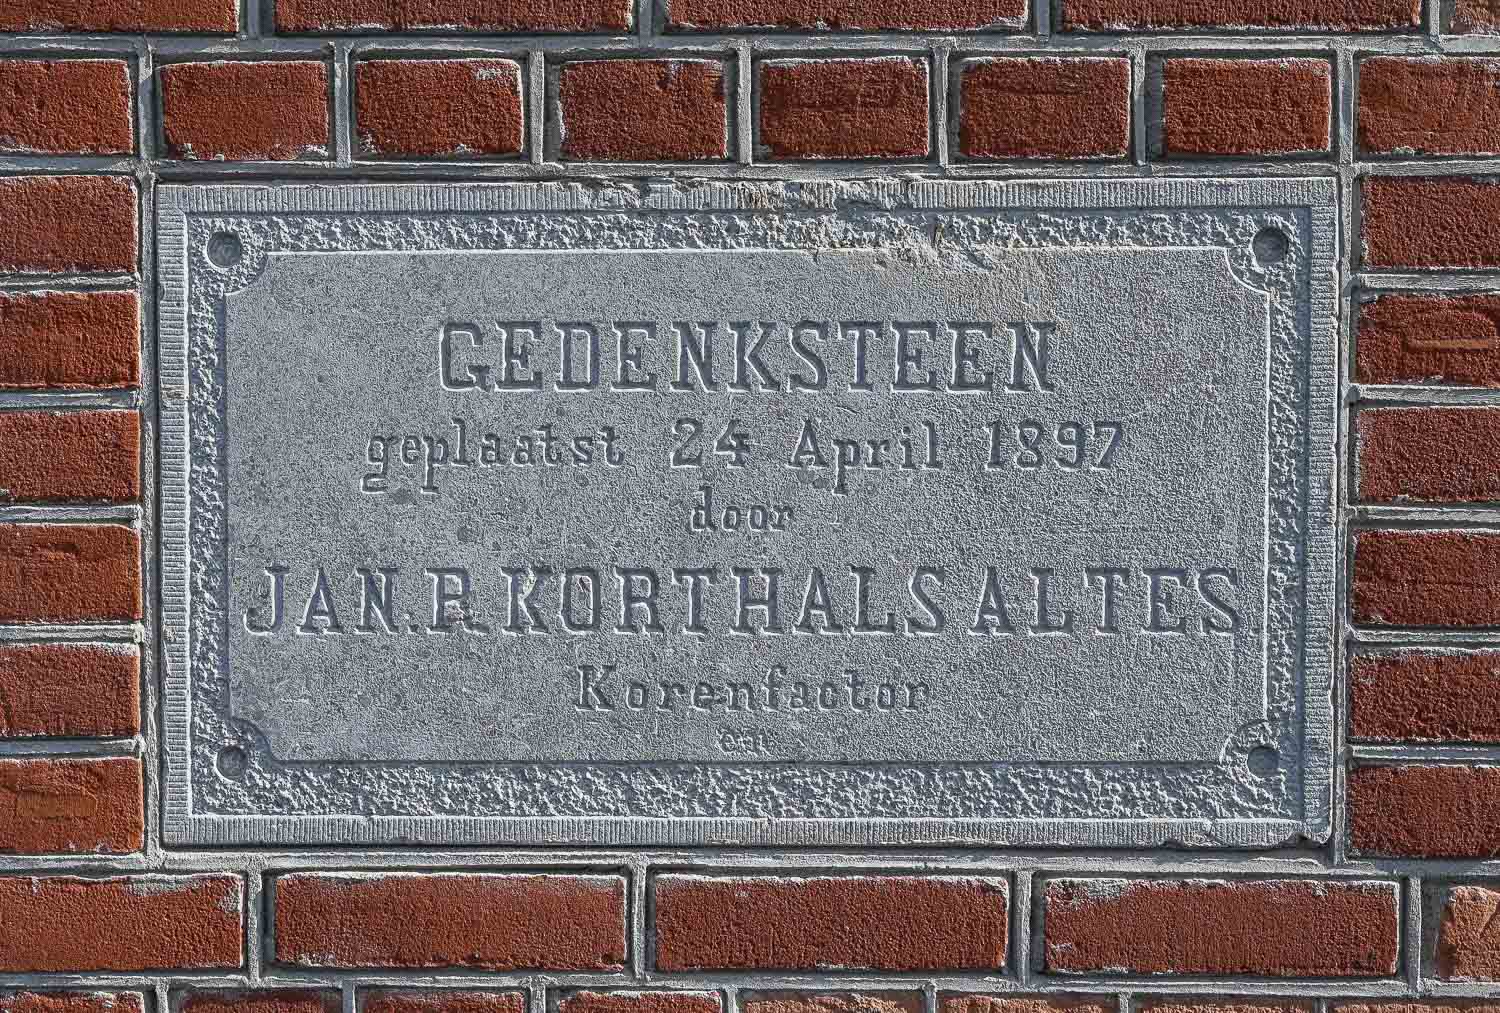 GEDENKSTEEN
geplaatst 24 April 1897
door
JAN. P. KORTHALS ALTES.
Korenfactor